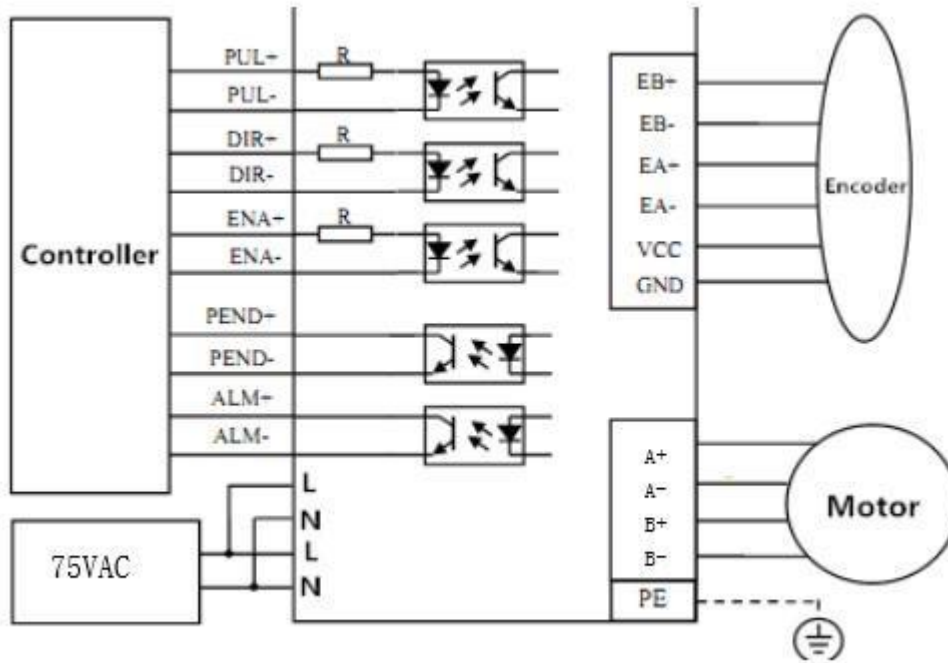 PUL+
R
PUL-
DIR+
R
DIR-
ENA+
R
ENA-
Controller
PEND+
PEND-
ALM+
ALM-
L
N
L
N
75VAC
EB+
EB-
EA+
EA-
VCC
GND
Encoder
A+
A-
B+
B-
PE
Motor